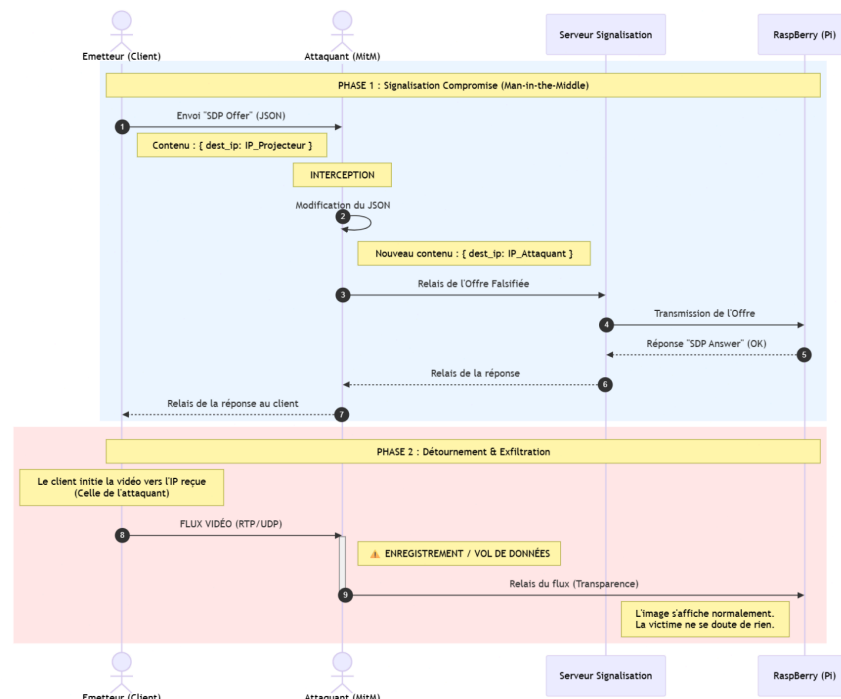 Emetteur (Client)
Attaquant (MitM)
Serveur Signalisation
RaspBerry (Pi)
PHASE 1 : Signalisation Compromise (Man-in-the-Middle)
Envoi "SDP Offer" (JSON)
1
Contenu : { dest_ip: IP_Projecteur }
INTERCEPTION
Modification du JSON
2
Nouveau contenu : { dest_ip: IP_Attaquant }
Relais de l'Offre Falsifiée
3
Transmission de l'Offre
4
Réponse "SDP Answer" (OK)
5
Relais de la réponse
6
Relais de la réponse au client
7
PHASE 2 : Détournement & Exfiltration
Le client initie la vidéo vers l'IP reçue
(Celle de l'attaquant)
FLUX VIDÉO (RTP/UDP)
8
⚠ ENREGISTREMENT / VOL DE DONNÉES
Relais du flux (Transparence)
9
L'image s'affiche normalement.
La victime ne se doute de rien.
Emetteur (Client)
Attaquant (MitM)
Serveur Signalisation
RaspBerry (Pi)